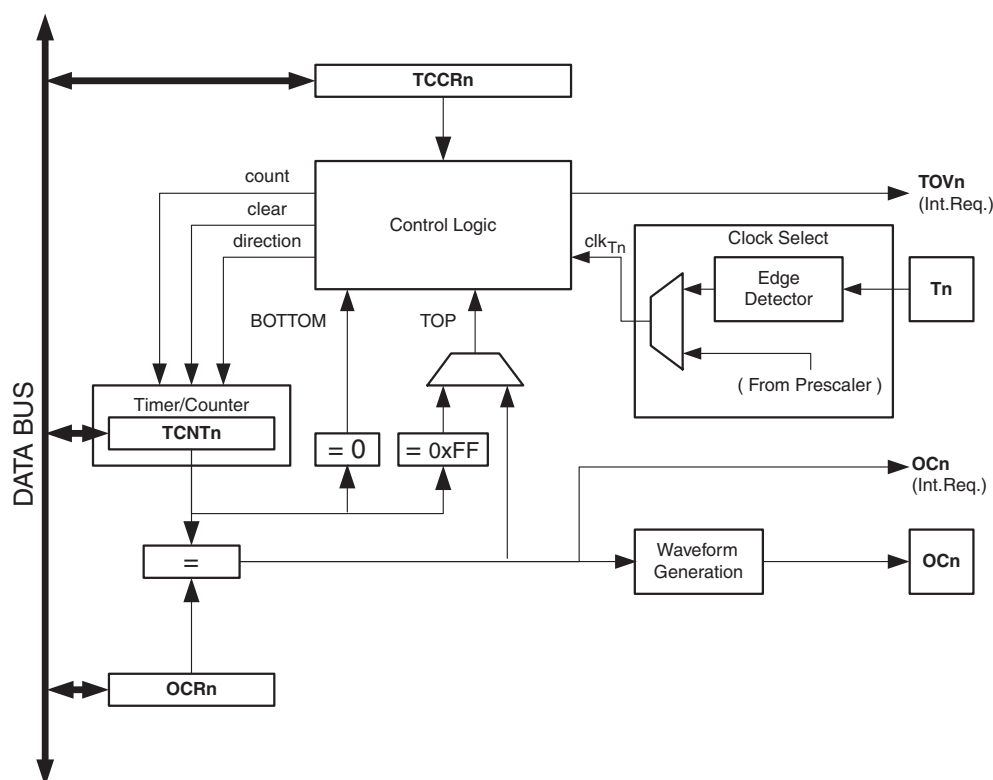 TCCRn
count
clear
direction
Control Logic
TOVn
(Int.Req.)
clkTn
Clock Select
Edge
Detector
Tn
( From Prescaler )
BOTTOM
TOP
Timer/Counter
TCNTn
= 0
= 0xFF
DATA BUS
OCn
(Int.Req.)
=
Waveform
Generation
OCn
OCRn